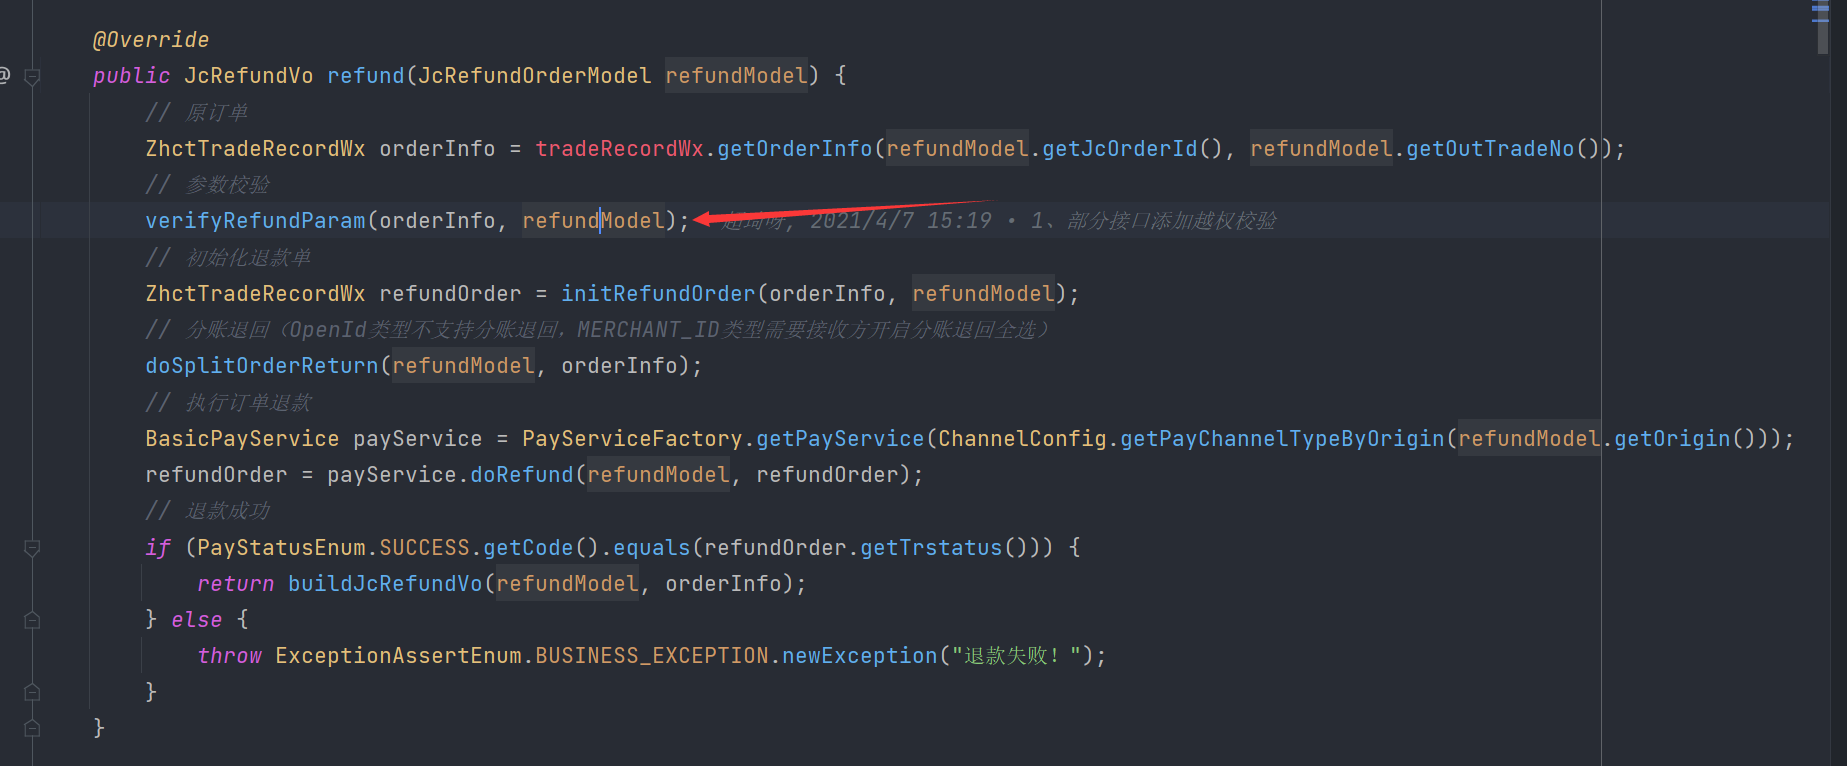 @Override
@ public JcRefundVo refund(JcRefundOrderModel refundModel) {
// 原订单
ZhctTradeRecordWx orderInfo = tradeRecordWx.getOrderInfo(refundModel.getJcOrderId(), refundModel.getOutTradeNo());
// 参数校验
verifyRefundParam(orderInfo, refundModel); 2021/4/7 15:19 • 1、部分接口添加越权校验
// 初始化退款单
ZhctTradeRecordWx refundOrder = initRefundOrder(orderInfo, refundModel);
// 分账退回（OpenId类型不支持分账退回，MERCHANT_ID类型需要接收方开启分账退回全选）
doSplitOrderReturn(refundModel, orderInfo);
// 执行订单退款
BasicPayService payService = PayServiceFactory.getPayService(ChannelConfig.getPayChannelTypeByOrigin(refundModel.getOrigin()));
refundOrder = payService.doRefund(refundModel, refundOrder);
// 退款成功
if (PayStatusEnum.SUCCESS.getCode().equals(refundOrder.getTrstatus())) {
return buildJcRefundVo(refundModel, orderInfo);
} else {
throw ExceptionAssertEnum.BUSINESS_EXCEPTION.newException("退款失败！");
}
}